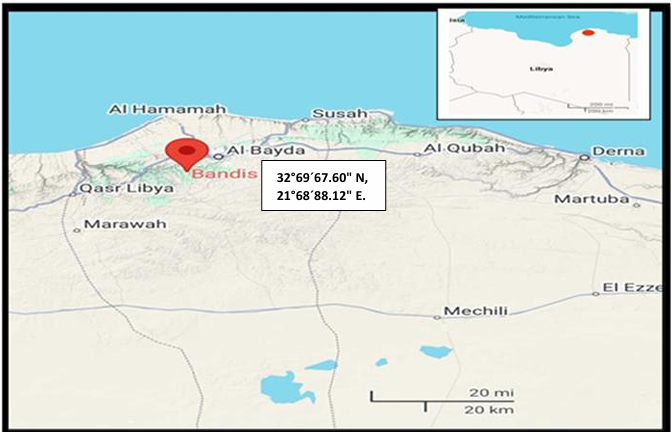 Mediterranean Sea
Libya
Al Hamamah
Susah
Al Bayda
Al Qubah
Derna
Bandis
32°69´67.60" N,
21°68´88.12" E.
Qasr Libya
Martuba
Marawah
El Ezze
Mechili
20 mi
20 km